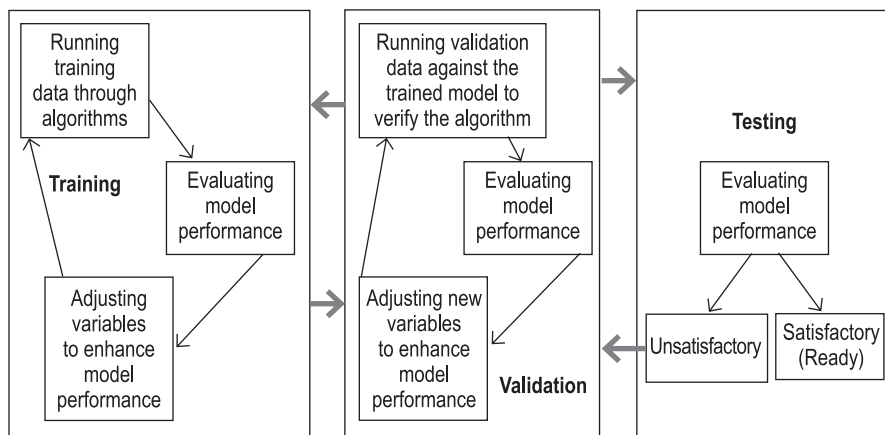 Running
training
data through
algorithms
Training
Evaluating
model
performance
Adjusting
variables
to enhance
model
performance
Running validation
data against the
trained model to
verify the algorithm
Evaluating
model
performance
Adjusting new
variables
to enhance
model
performance
Validation
Testing
Evaluating
model
performance
Unsatisfactory
Satisfactory
(Ready)